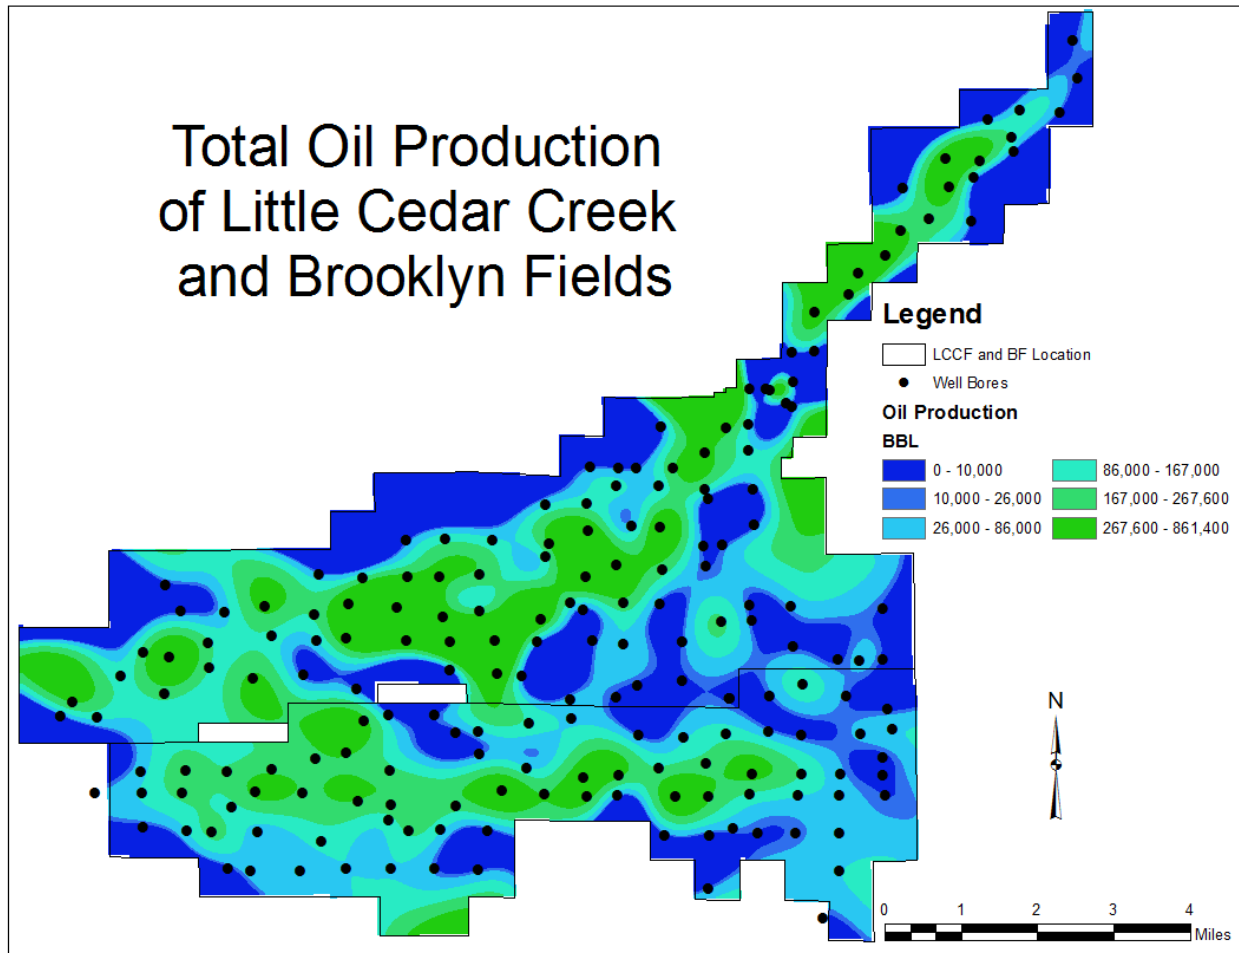 Total Oil Production
of Little Cedar Creek
and Brooklyn Fields
Legend
LCCF and BF Location
Well Bores
Oil Production
BBL
0 - 10,000
10,000 - 26,000
26,000 - 86,000
86,000 - 167,000
167,000 - 267,600
267,600 - 861,400
N
0 1 2 3 4
Miles